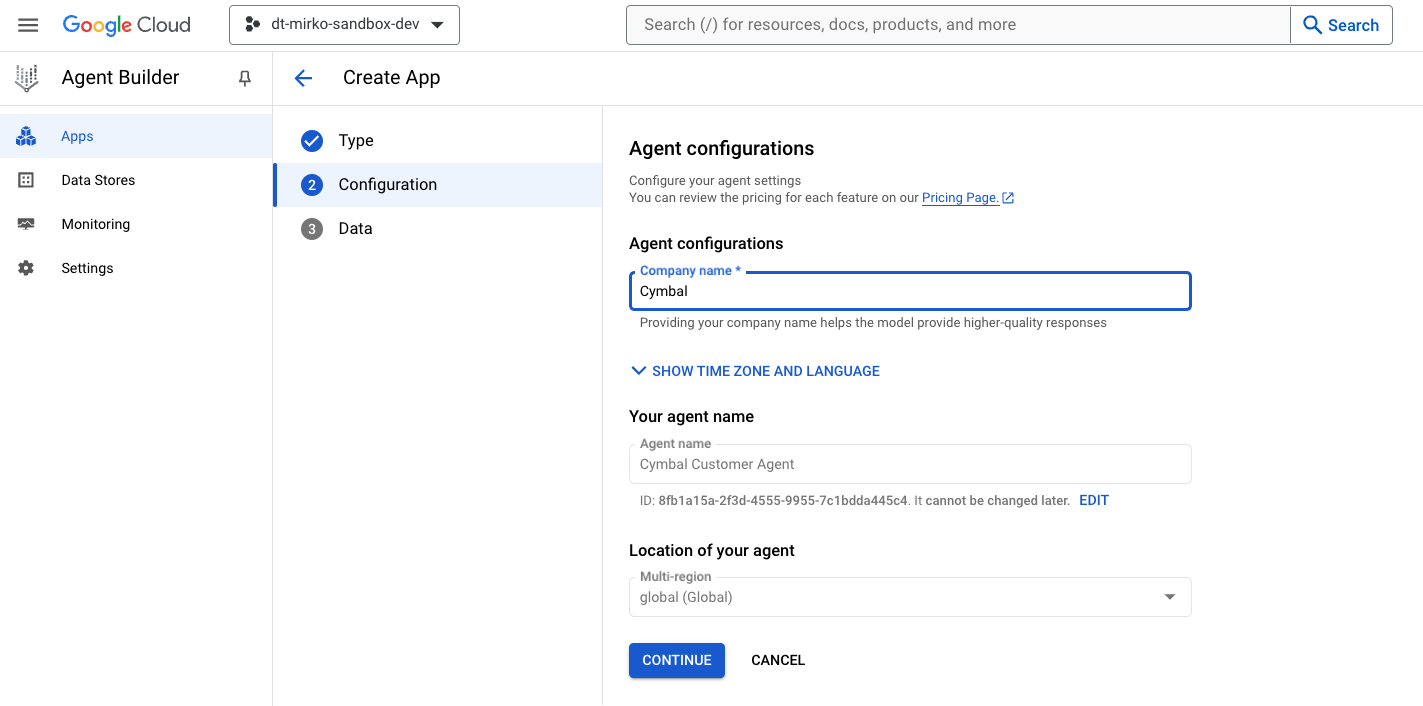 Google Cloud
dt-mirko-sandbox-dev
Search (/) for resources, docs, products, and more
Search
Agent Builder
Create App
Apps
Data Stores
Monitoring
Settings
Type
2 Configuration
3 Data
Agent configurations
Configure your agent settings
You can review the pricing for each feature on our Pricing Page.
Agent configurations
Company name *
Cymbal
Providing your company name helps the model provide higher-quality responses
SHOW TIME ZONE AND LANGUAGE
Your agent name
Agent name
Cymbal Customer Agent
ID: 8fb1a15a-2f3d-4555-9955-7c1bdda445c4. It cannot be changed later. EDIT
Location of your agent
Multi-region
global (Global)
CONTINUE CANCEL